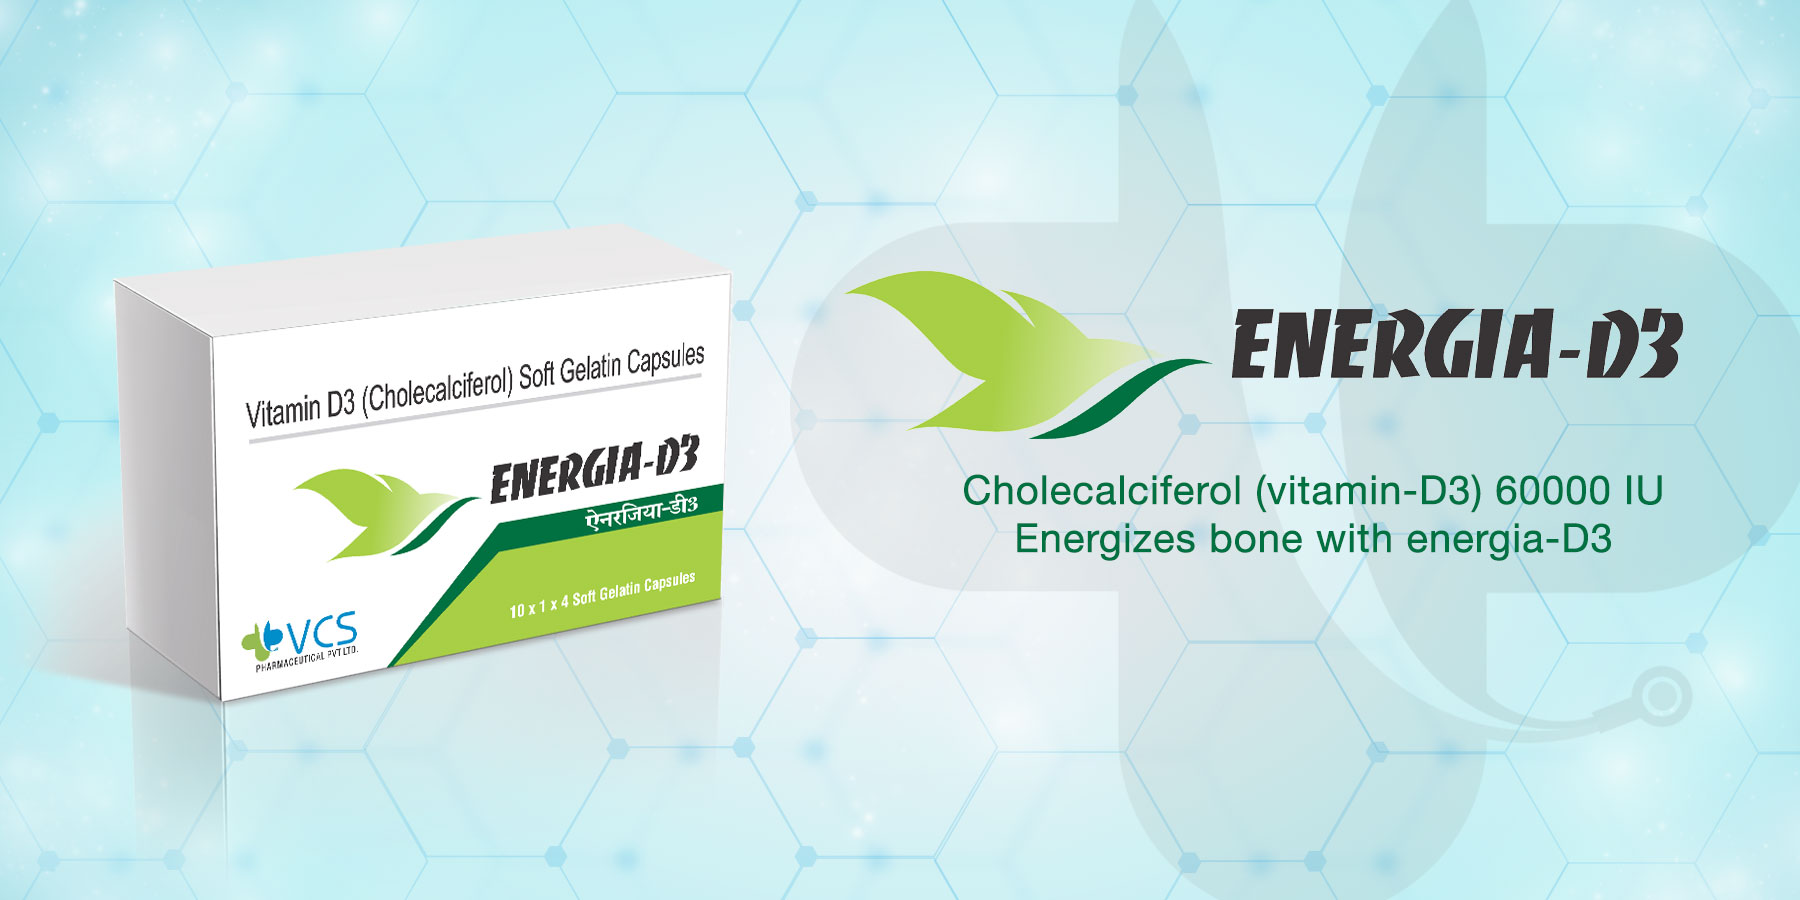 Vitamin D3 (Cholecalciferol) Soft Gelatin Capsules
ENERGIA-D3
ऐनरजिया-डी3
10 x 1 x 4 Soft Gelatin Capsules
VCS
PHARMACEUTICAL PVT LTD.
ENERGIA-D3
Cholecalciferol (vitamin-D3) 60000 IU
Energizes bone with energia-D3